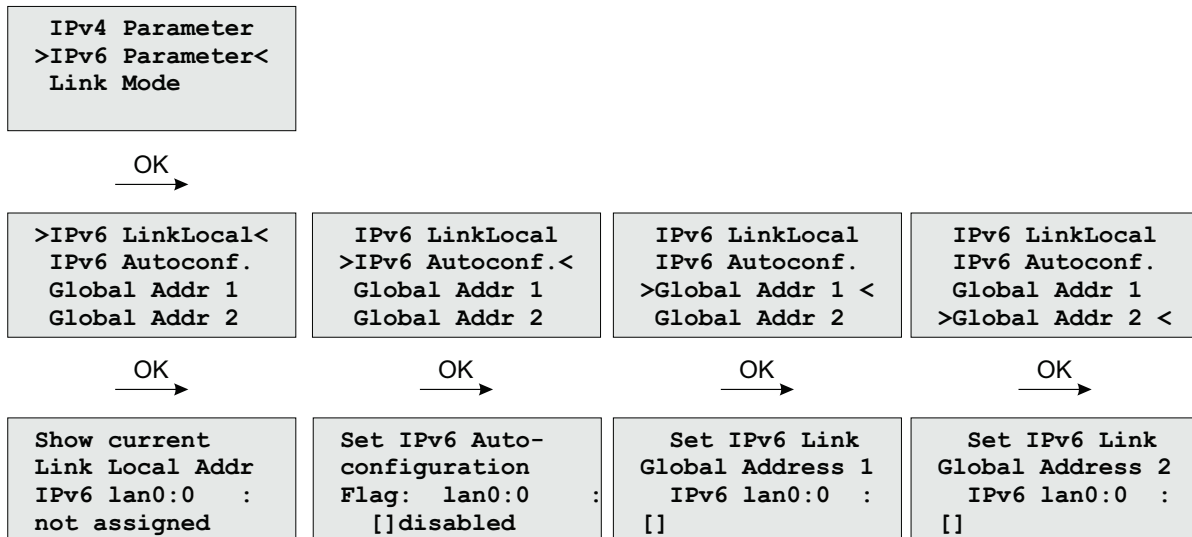 IPv4 Parameter
>IPv6 Parameter<
Link Mode
OK
>IPv6 LinkLocal<
IPv6 Autoconf.
Global Addr 1
Global Addr 2
IPv6 LinkLocal
>IPv6 Autoconf.<
Global Addr 1
Global Addr 2
IPv6 LinkLocal
IPv6 Autoconf.
>Global Addr 1 <
Global Addr 2
IPv6 LinkLocal
IPv6 Autoconf.
Global Addr 1
>Global Addr 2 <
OK
OK
OK
OK
Show current
Link Local Addr
IPv6 lan0:0 :
not assigned
Set IPv6 Auto-
configuration
Flag: lan0:0 :
[]disabled
Set IPv6 Link
Global Address 1
IPv6 lan0:0 :
[]
Set IPv6 Link
Global Address 2
IPv6 lan0:0 :
[]